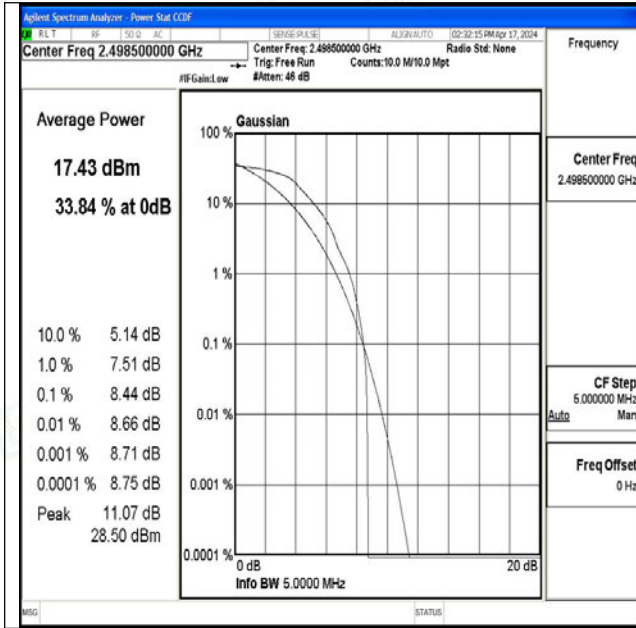 Agilent Spectrum Analyzer - Power Stat CCDF
RL T RF 50 Ω AC SENSE:PULSE ALIGN AUTO 02:32:15 PM Apr 17, 2024
Center Freq 2.498500000 GHz
Center Freq: 2.498500000 GHz Radio Std: None
Trig: Free Run Counts:10.0 M/10.0 Mpt
#IFGain:Low #Atten: 46 dB
Frequency
Average Power
17.43 dBm
33.84 % at 0dB
10.0 % 5.14 dB
1.0 % 7.51 dB
0.1 % 8.44 dB
0.01 % 8.66 dB
0.001 % 8.71 dB
0.0001 % 8.75 dB
Peak 11.07 dB
28.50 dBm
Gaussian
100 %
10 %
1 %
0.1 %
0.01 %
0.001 %
0.0001 %
0 dB 20 dB
Info BW 5.0000 MHz
Center Freq
2.498500000 GHz
CF Step
5.000000 MHz
Auto Man
Freq Offset
0 Hz
MSG STATUS